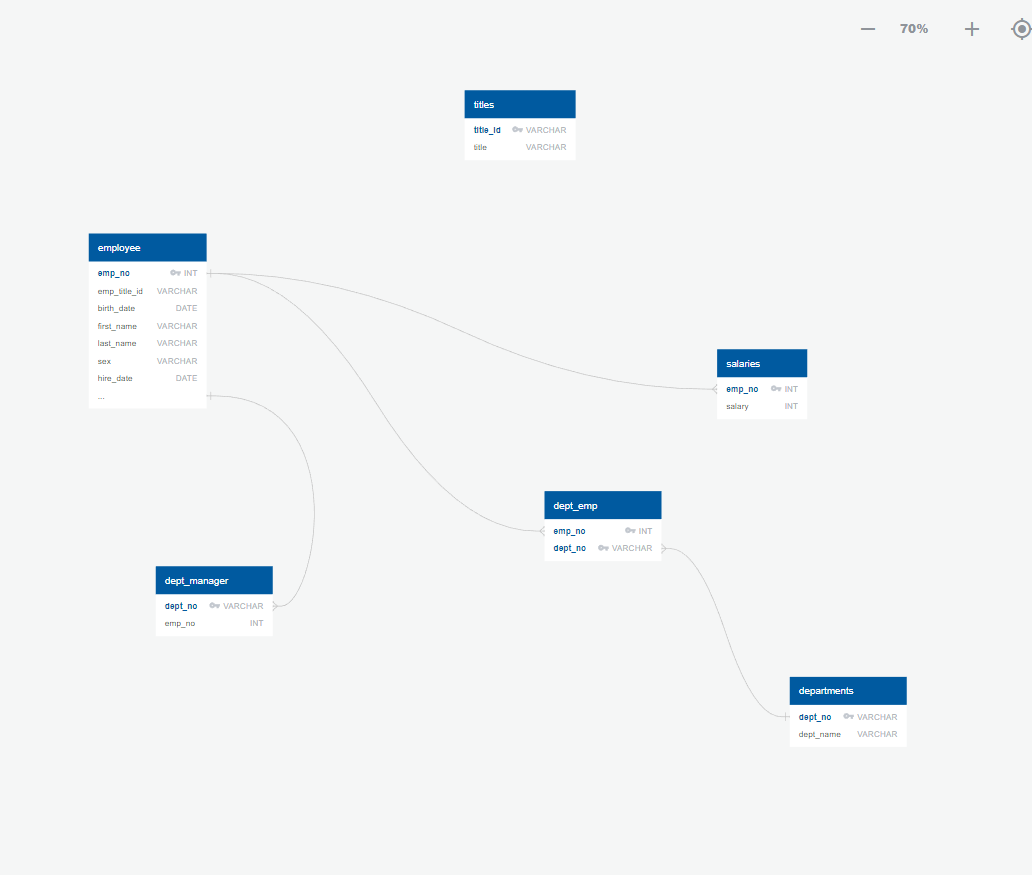 70%
titles
title_id VARCHAR
title VARCHAR
employee
emp_no INT
emp_title_id VARCHAR
birth_date DATE
first_name VARCHAR
last_name VARCHAR
sex VARCHAR
hire_date DATE
...
salaries
emp_no INT
salary INT
dept_emp
emp_no INT
dept_no VARCHAR
dept_manager
dept_no VARCHAR
emp_no INT
departments
dept_no VARCHAR
dept_name VARCHAR